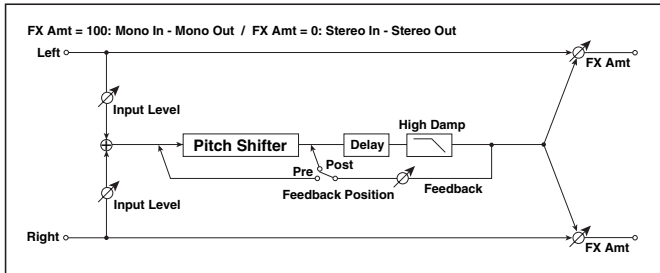 FX Amt = 100: Mono In - Mono Out / FX Amt = 0: Stereo In - Stereo Out
Left
FX Amt
Input Level
High Damp
Pitch Shifter
Delay
Post
Pre
Feedback Position
Feedback
Input Level
Right
FX Amt